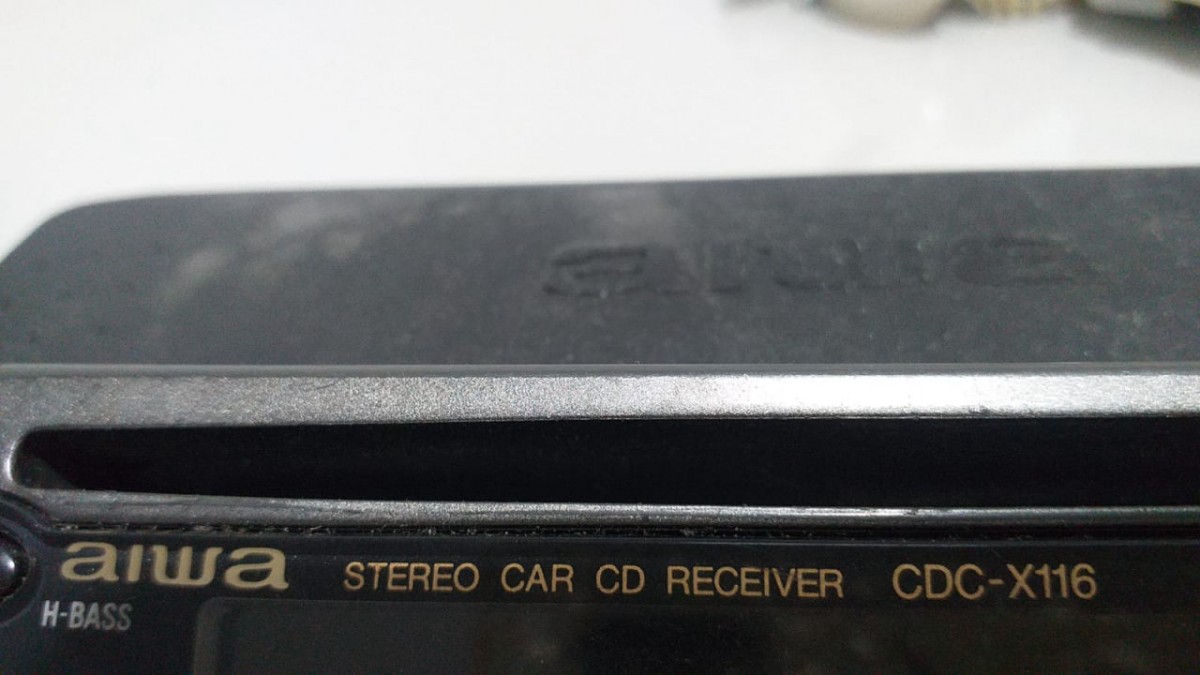 aiwa
aiwa STEREO CAR CD RECEIVER CDC-X116
H-BASS